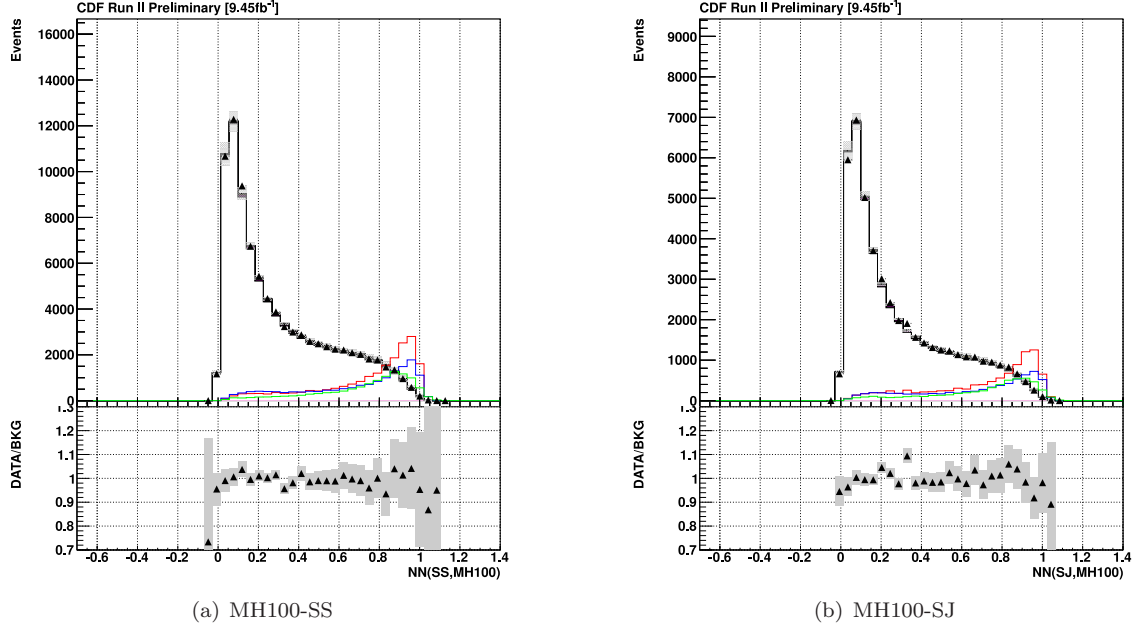 CDF Run II Preliminary [9.45fb⁻¹]
Events
16000
14000
12000
10000
8000
6000
4000
2000
0
DATA/BKG
1.3
1.2
1.1
1
0.9
0.8
0.7
-0.6 -0.4 -0.2 0 0.2 0.4 0.6 0.8 1 1.2 1.4
NN(SS,MH100)
(a) MH100-SS
CDF Run II Preliminary [9.45fb⁻¹]
Events
9000
8000
7000
6000
5000
4000
3000
2000
1000
0
DATA/BKG
1.3
1.2
1.1
1
0.9
0.8
0.7
-0.6 -0.4 -0.2 0 0.2 0.4 0.6 0.8 1 1.2 1.4
NN(SJ,MH100)
(b) MH100-SJ